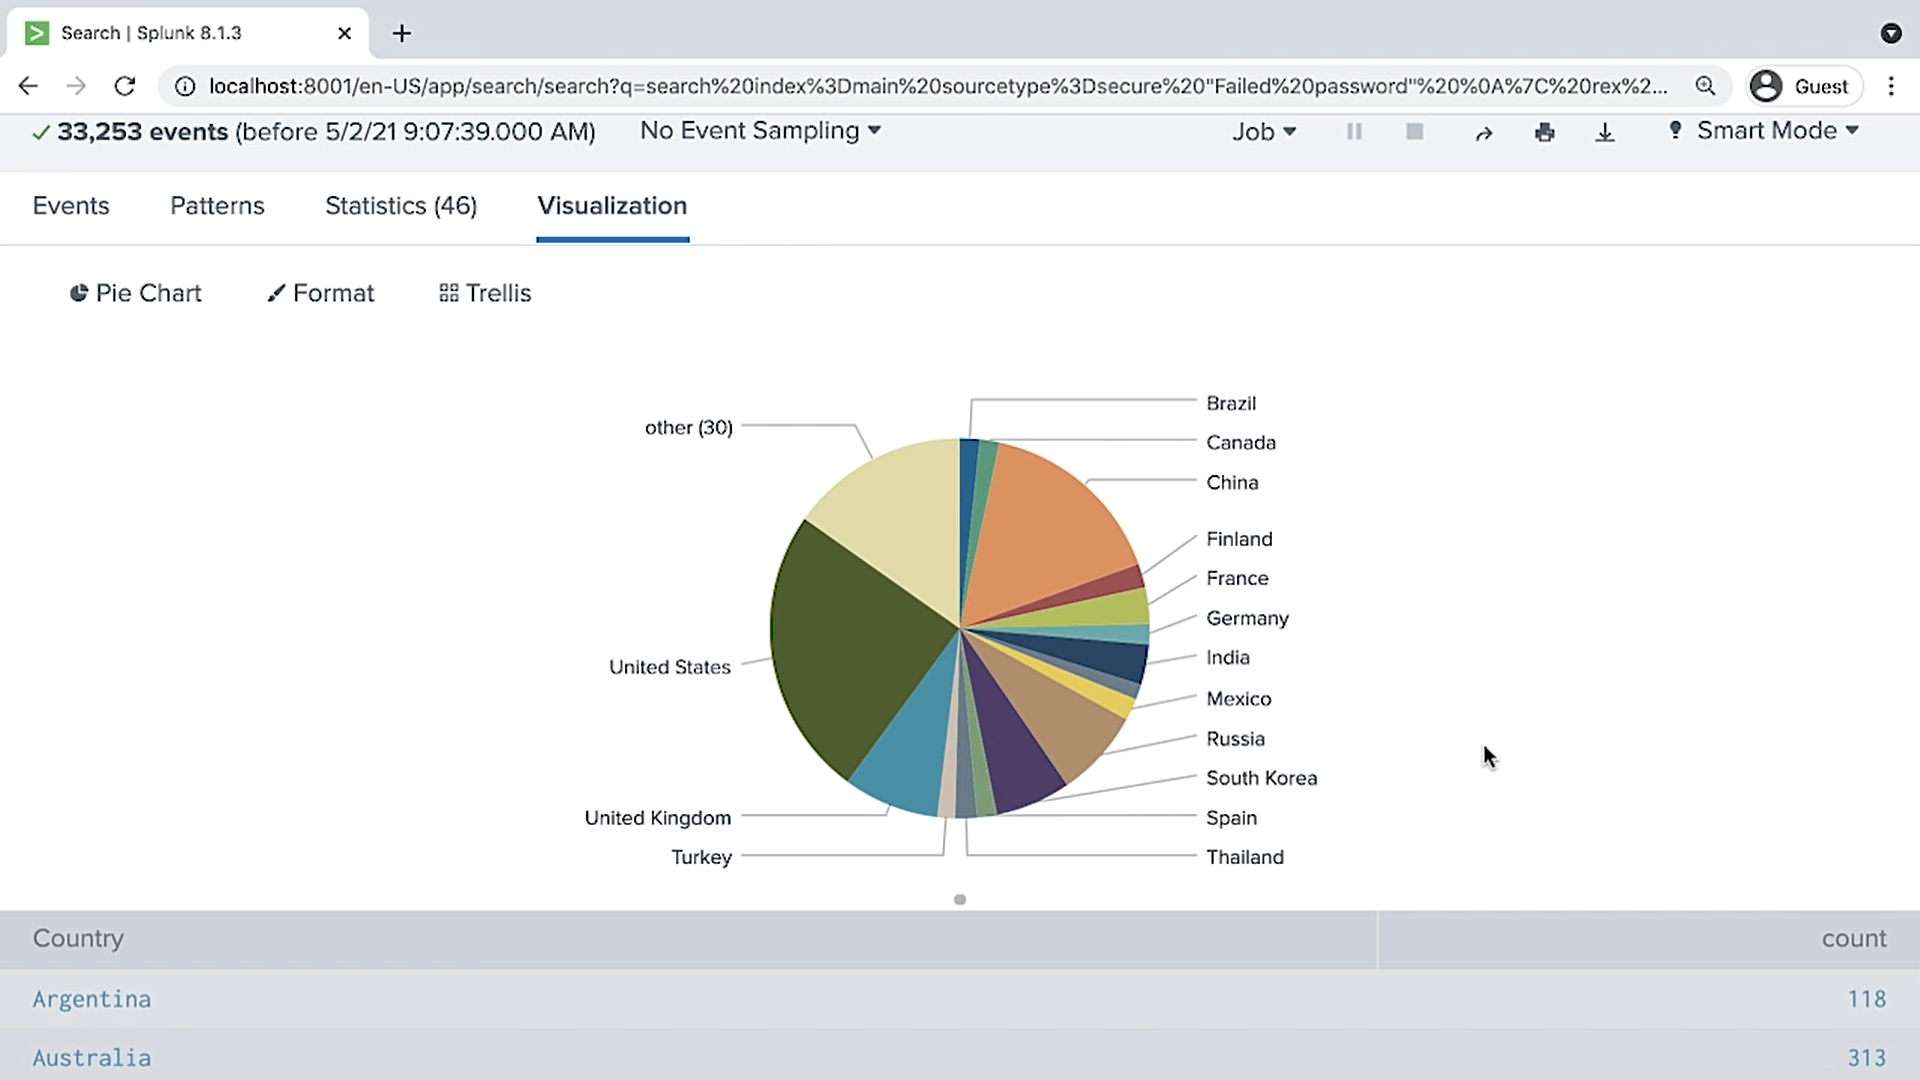 Search | Splunk 8.1.3
localhost:8001/en-US/app/search/search?q=search%20index%3Dmain%20sourcetype%3Dsecure%20"Failed%20password"%20%0A%7C%20rex%2...
Guest
33,253 events (before 5/2/21 9:07:39.000 AM)
No Event Sampling
Job
Smart Mode
Events
Patterns
Statistics (46)
Visualization
Pie Chart
Format
Trellis
Brazil
other (30)
Canada
China
Finland
France
Germany
India
United States
Mexico
Russia
South Korea
United Kingdom
Spain
Turkey
Thailand
Country
count
Argentina
118
Australia
313